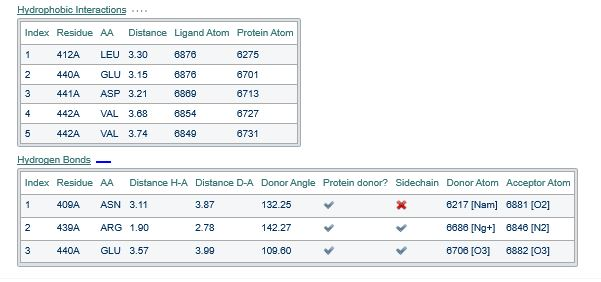 Hydrophobic Interactions ····
Index Residue AA Distance Ligand Atom Protein Atom
1 412A LEU 3.30 6876 6275
2 440A GLU 3.15 6876 6701
3 441A ASP 3.21 6869 6713
4 442A VAL 3.68 6854 6727
5 442A VAL 3.74 6849 6731
Hydrogen Bonds
Index Residue AA Distance H-A Distance D-A Donor Angle Protein donor? Sidechain Donor Atom Acceptor Atom
1 409A ASN 3.11 3.87 132.25 6217 [Nam] 6881 [O2]
2 439A ARG 1.90 2.78 142.27 6686 [Ng+] 6846 [N2]
3 440A GLU 3.57 3.99 109.60 6706 [O3] 6882 [O3]